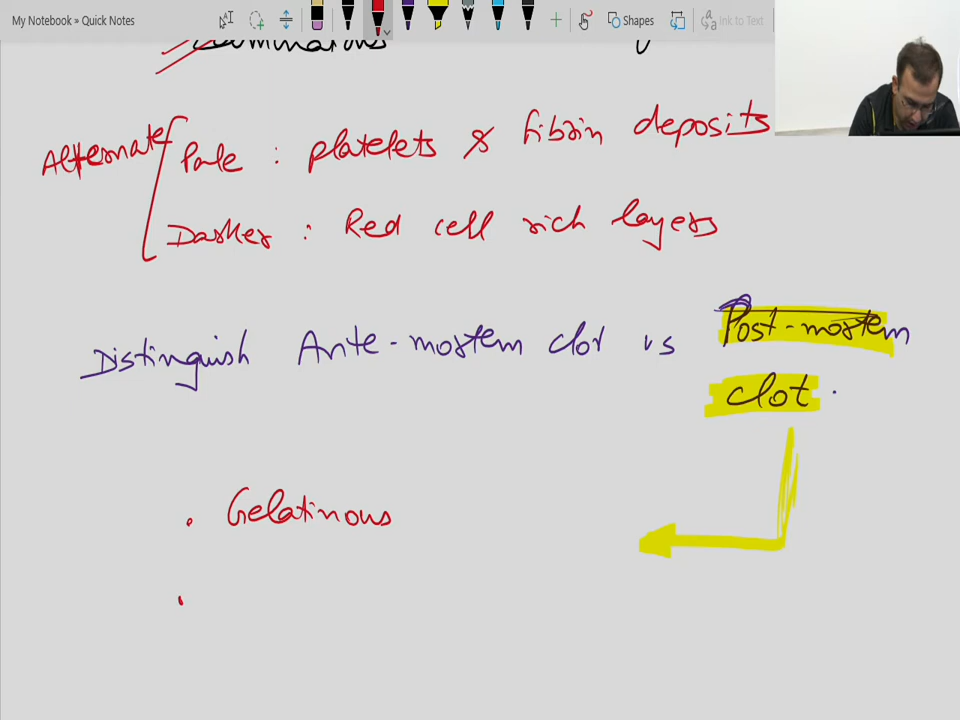 My Notebook » Quick Notes
Shapes
Ink to Text
Alternate
Pale : platelets & fibrin deposits
Darker : Red cell rich layers
Distinguish Ante-mortem clot vs Post-mortem
clot.
• Gelatinous
•